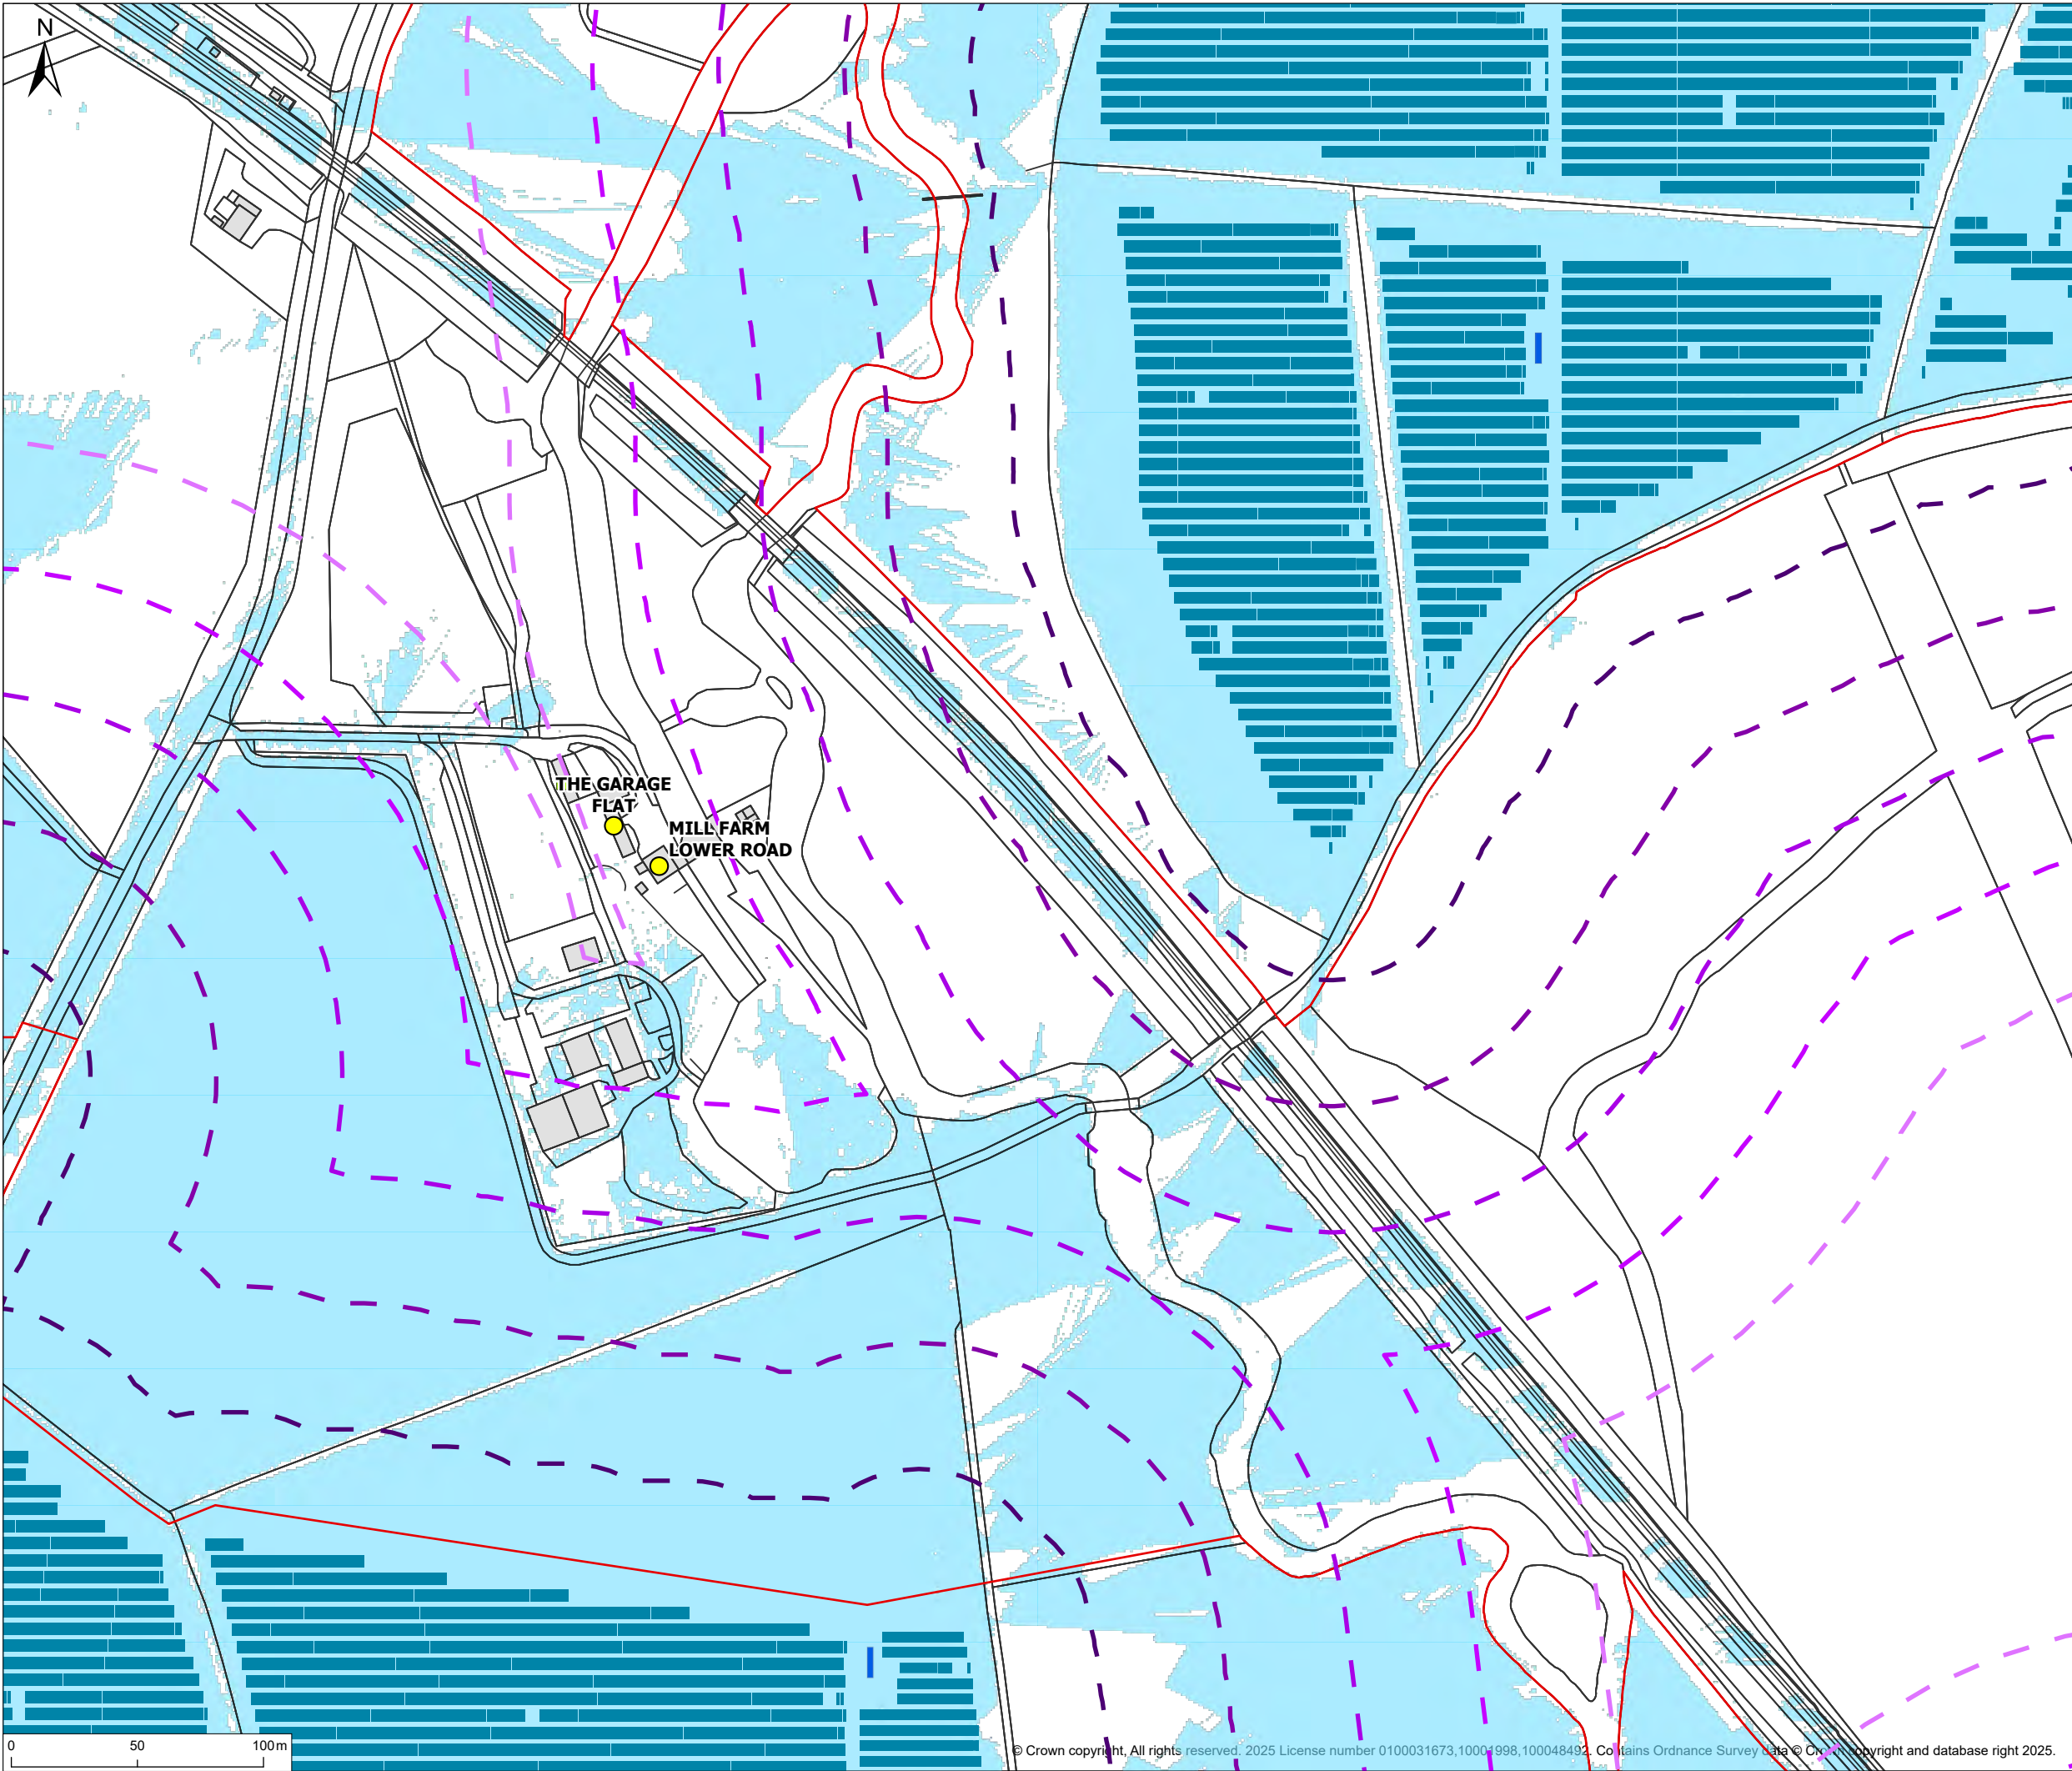 N
THE GARAGE
FLAT
MILL FARM
LOWER ROAD
0 50 100m
© Crown copyright, All rights reserved. 2025 License number 0100031673,10001998,100048492. Contains Ordnance Survey data © Crown copyright and database right 2025.